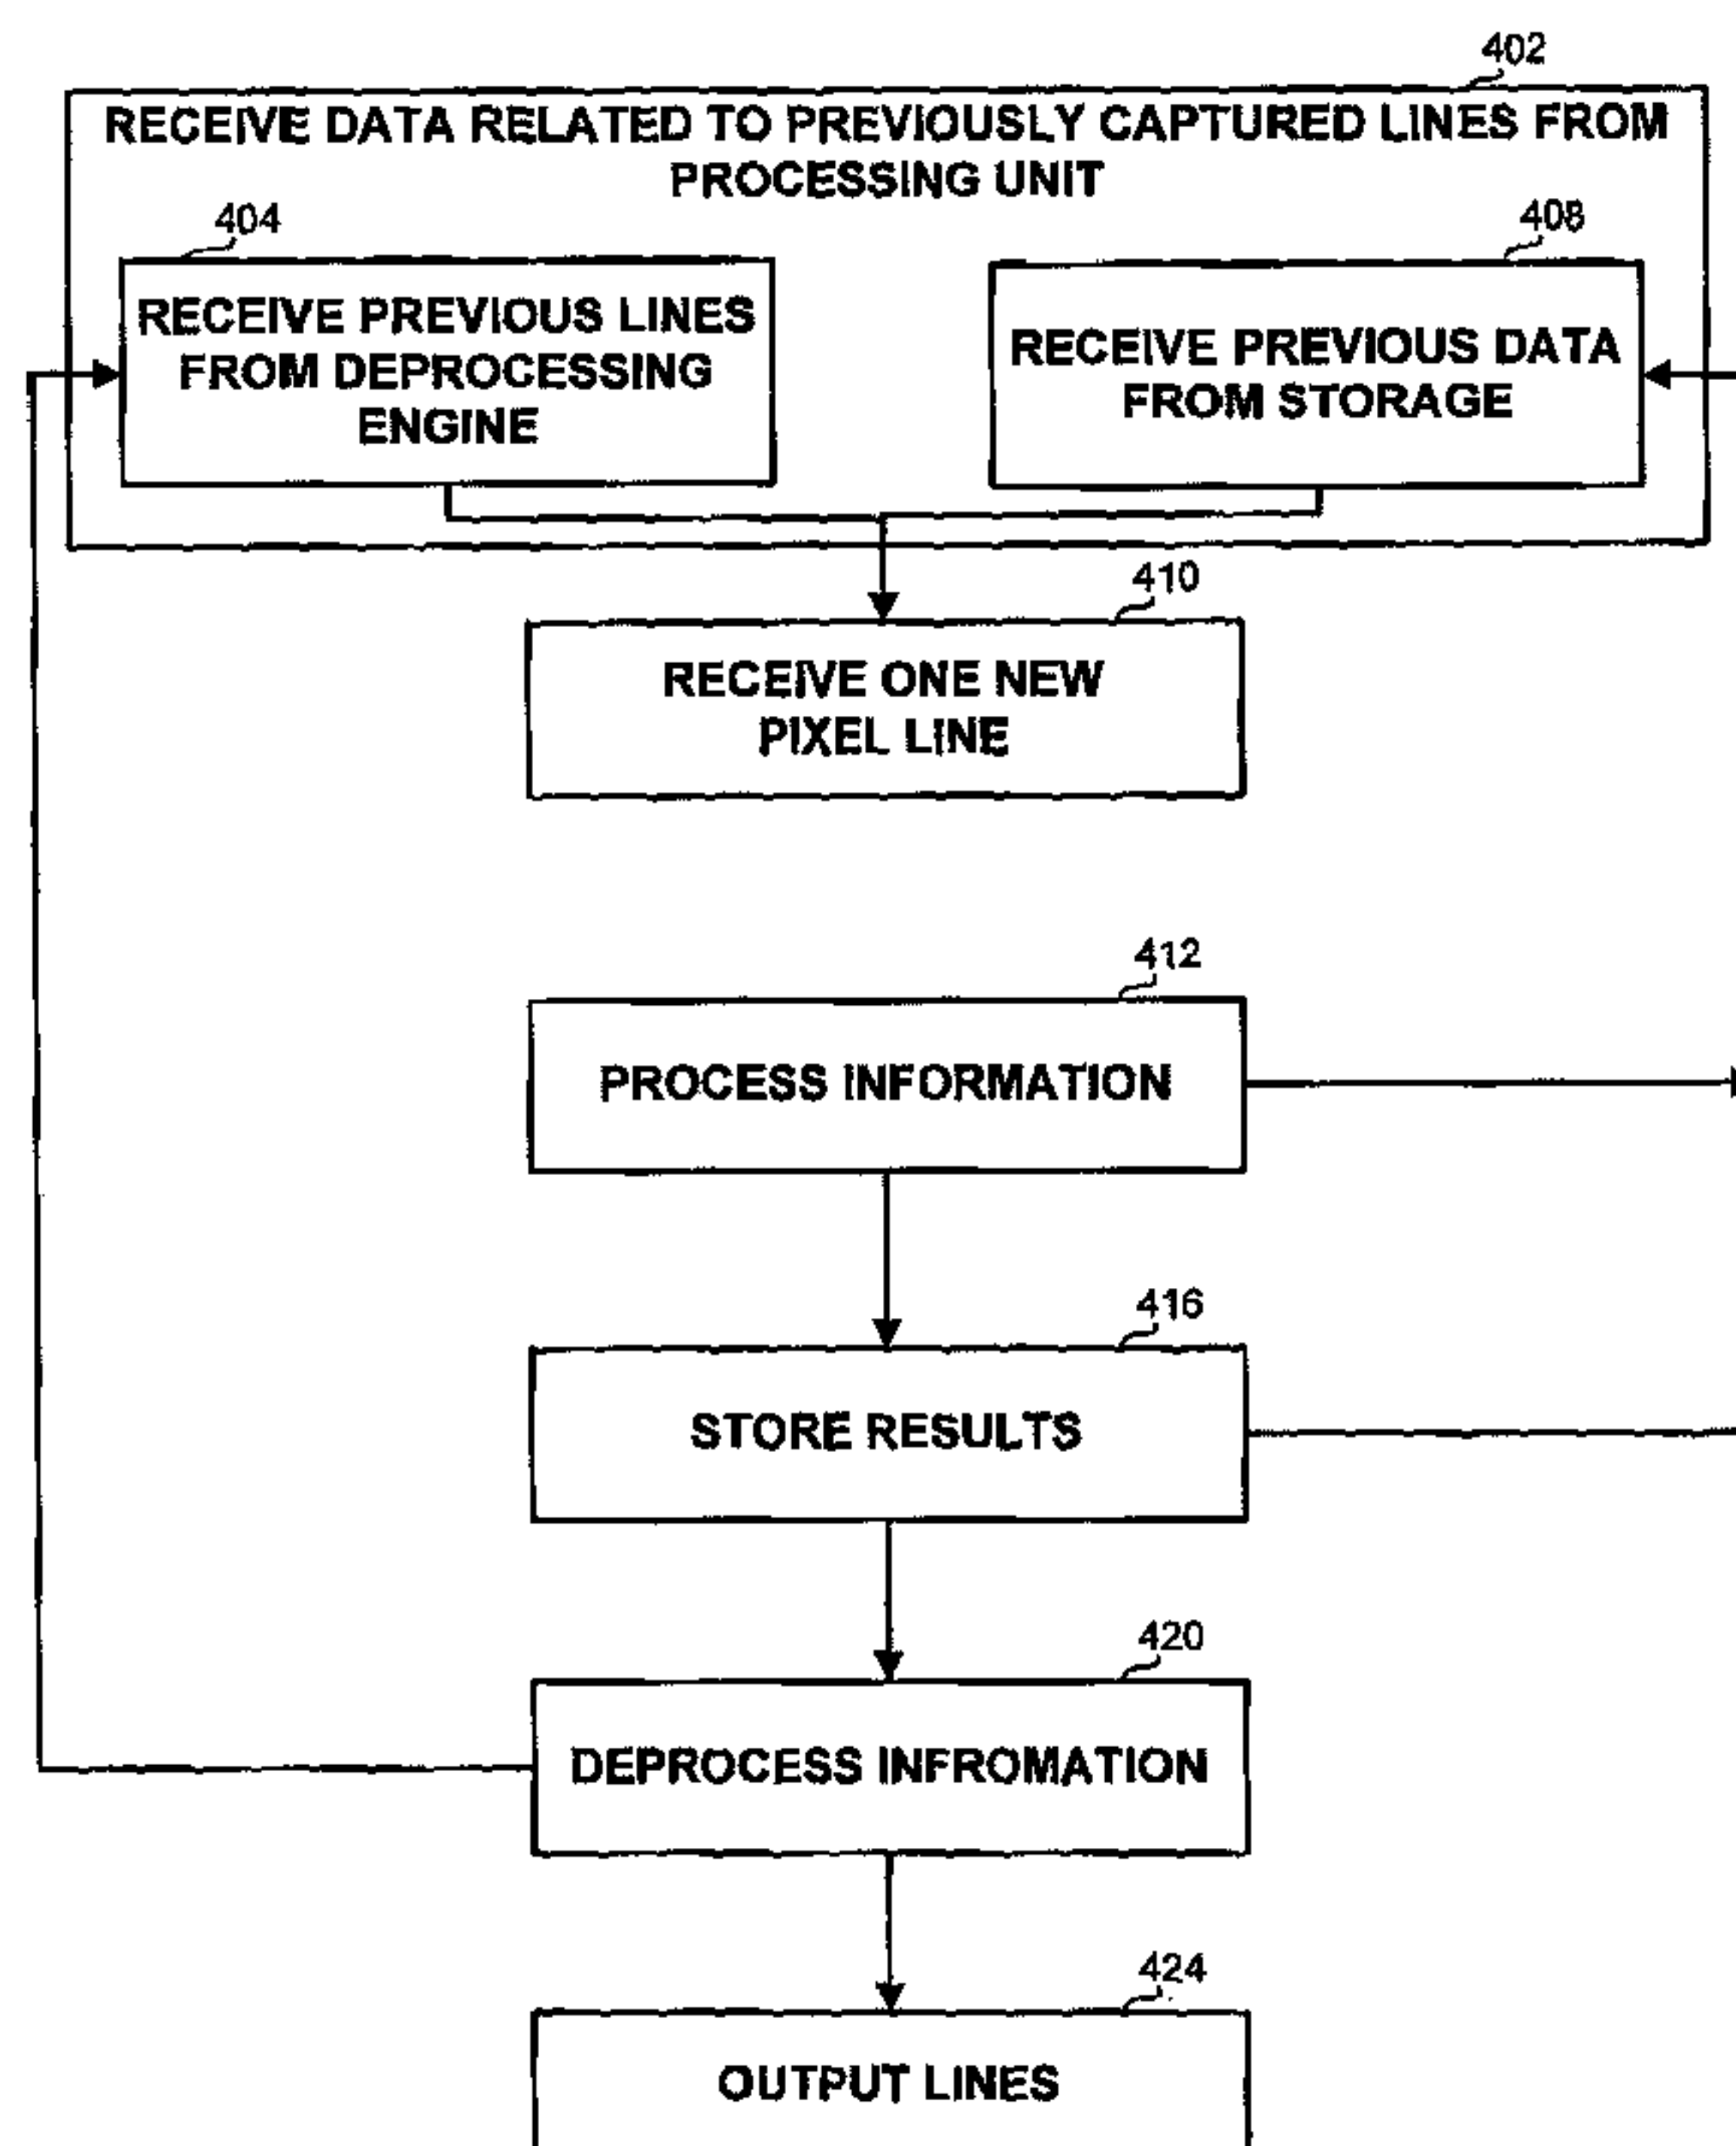 402
RECEIVE DATA RELATED TO PREVIOUSLY CAPTURED LINES FROM
PROCESSING UNIT
404
RECEIVE PREVIOUS LINES
FROM DEPROCESSING
ENGINE
408
RECEIVE PREVIOUS DATA
FROM STORAGE
410
RECEIVE ONE NEW
PIXEL LINE
412
PROCESS INFORMATION
416
STORE RESULTS
420
DEPROCESS INFROMATION
424
OUTPUT LINES